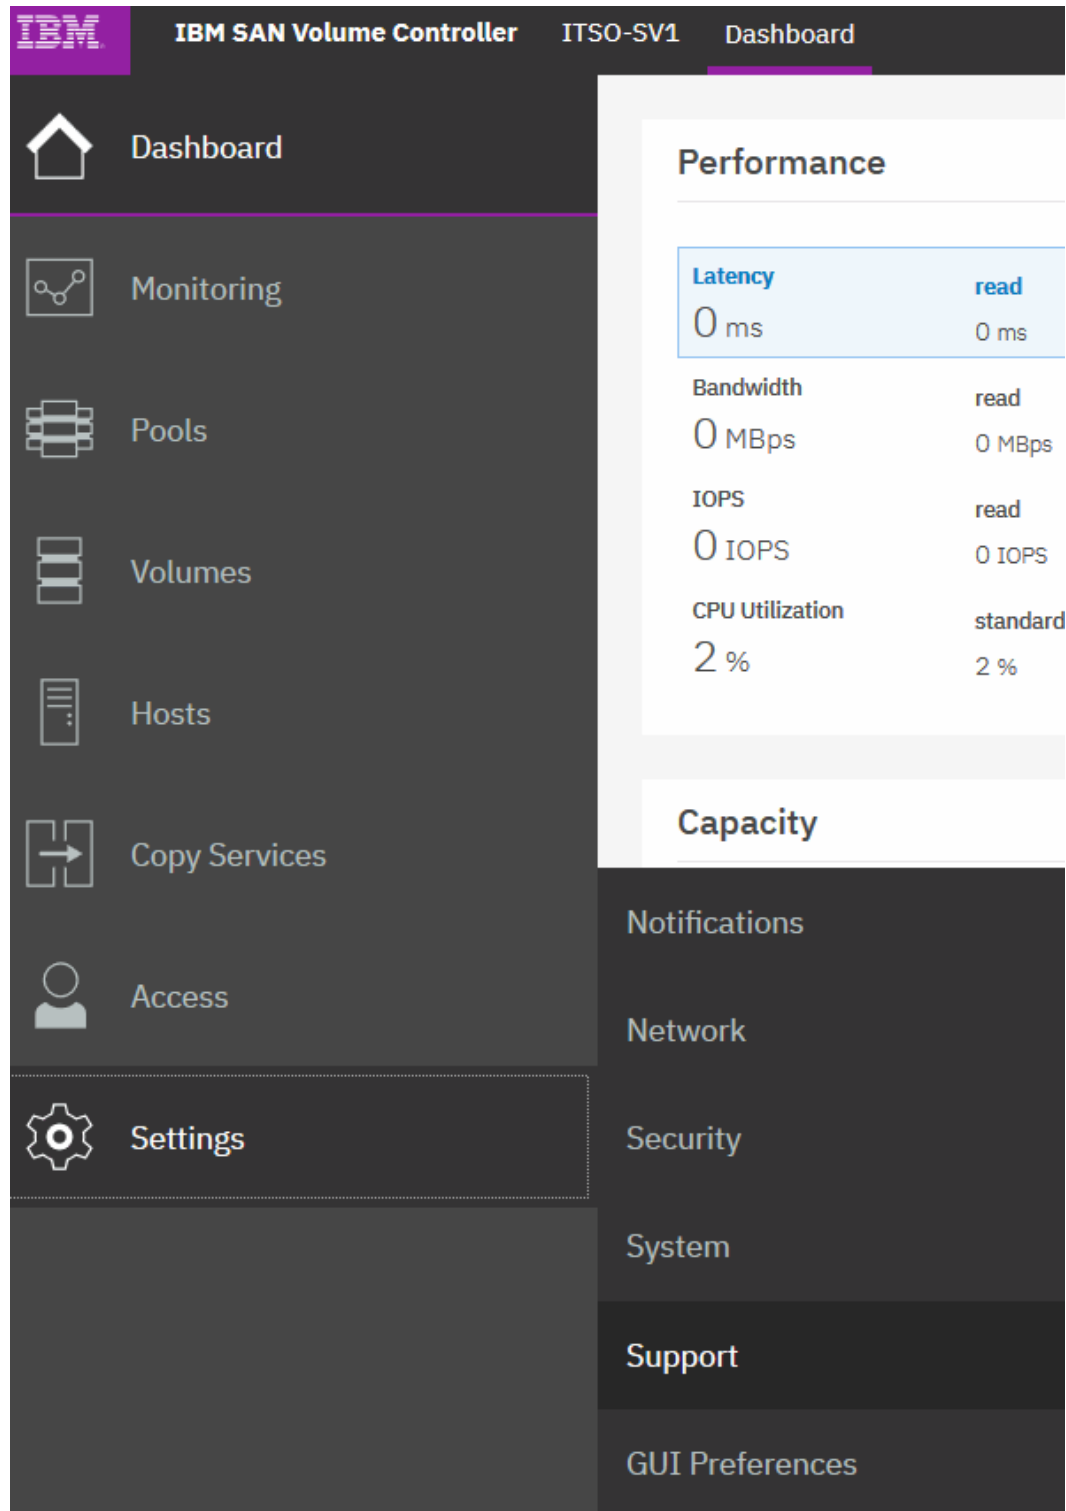 IBM. IBM SAN Volume Controller ITSO-SV1 Dashboard
Dashboard
Monitoring
Pools
Volumes
Hosts
Copy Services
Access
Settings
Performance
Latency read
0 ms 0 ms
Bandwidth read
0 MBps 0 MBps
IOPS read
0 IOPS 0 IOPS
CPU Utilization standard
2 % 2 %
Capacity
Notifications
Network
Security
System
Support
GUI Preferences